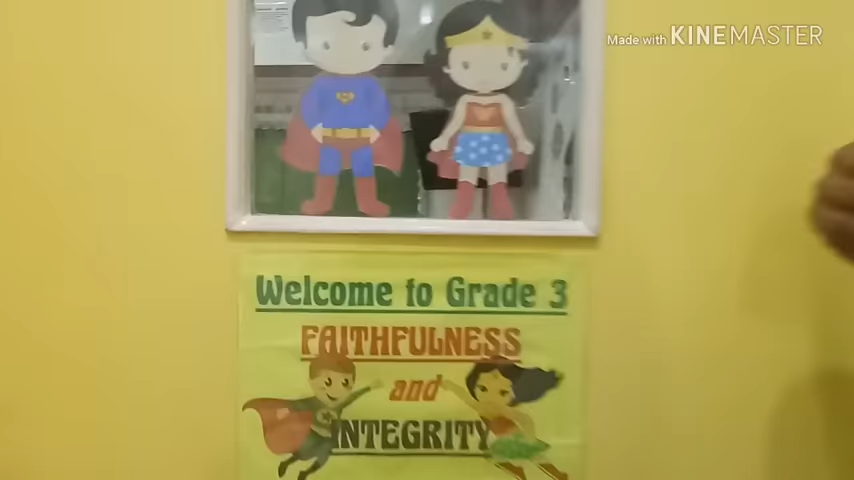 Made with KINEMASTER
Welcome to Grade 3
FAITHFULNESS
and
INTEGRITY